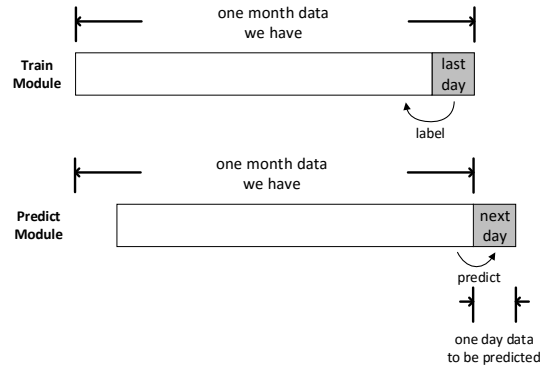 one month data
we have
Train
Module
last
day
label
one month data
we have
Predict
Module
next
day
predict
one day data
to be predicted